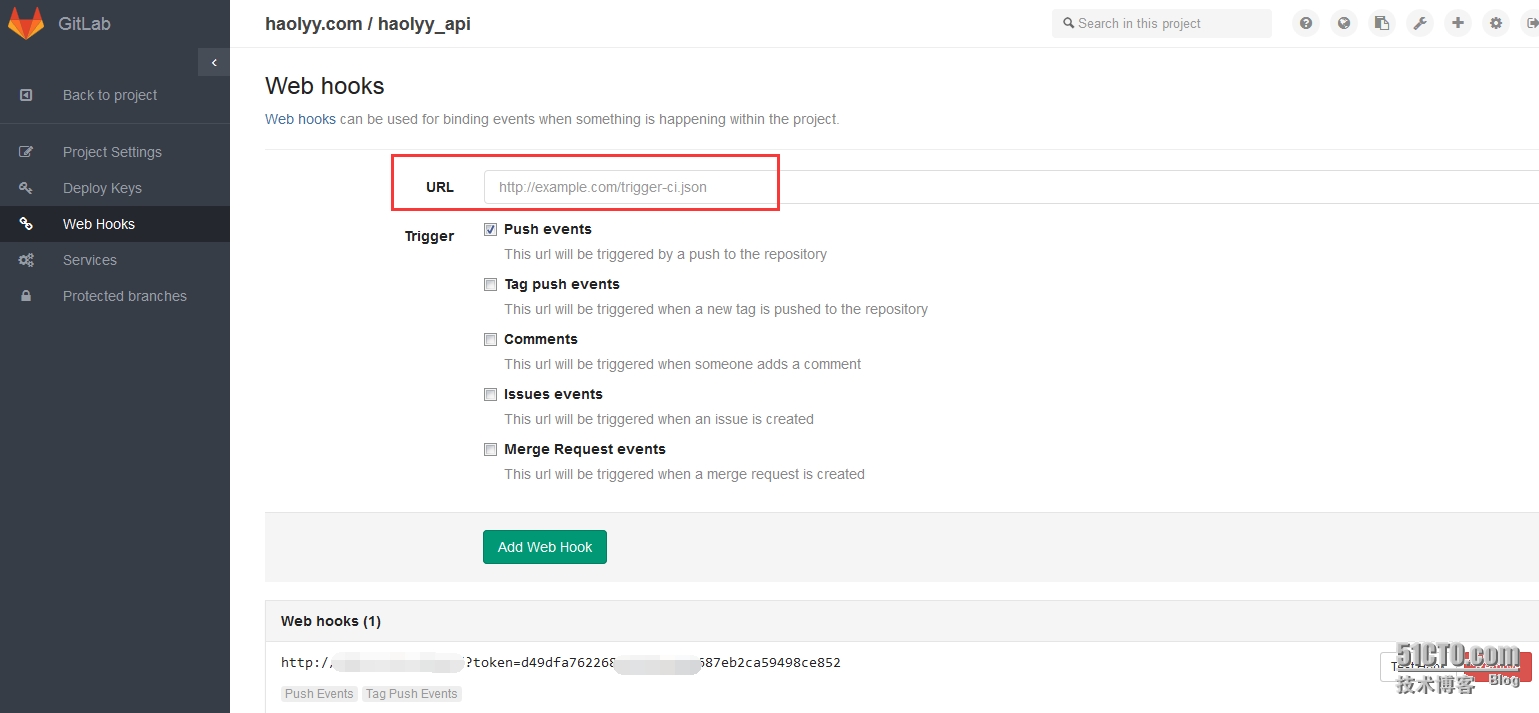 GitLab
haolyy.com / haolyy_api
Search in this project
Back to project
Project Settings
Deploy Keys
Web Hooks
Services
Protected branches
Web hooks
Web hooks can be used for binding events when something is happening within the project.
URL
http://example.com/trigger-ci.json
Trigger
Push events
This url will be triggered by a push to the repository
Tag push events
This url will be triggered when a new tag is pushed to the repository
Comments
This url will be triggered when someone adds a comment
Issues events
This url will be triggered when an issue is created
Merge Request events
This url will be triggered when a merge request is created
Add Web Hook
Web hooks (1)
http:// ?token=d49dfa762268 687eb2ca59498ce852
Push Events Tag Push Events
51CTO.com
技术博客 Blog